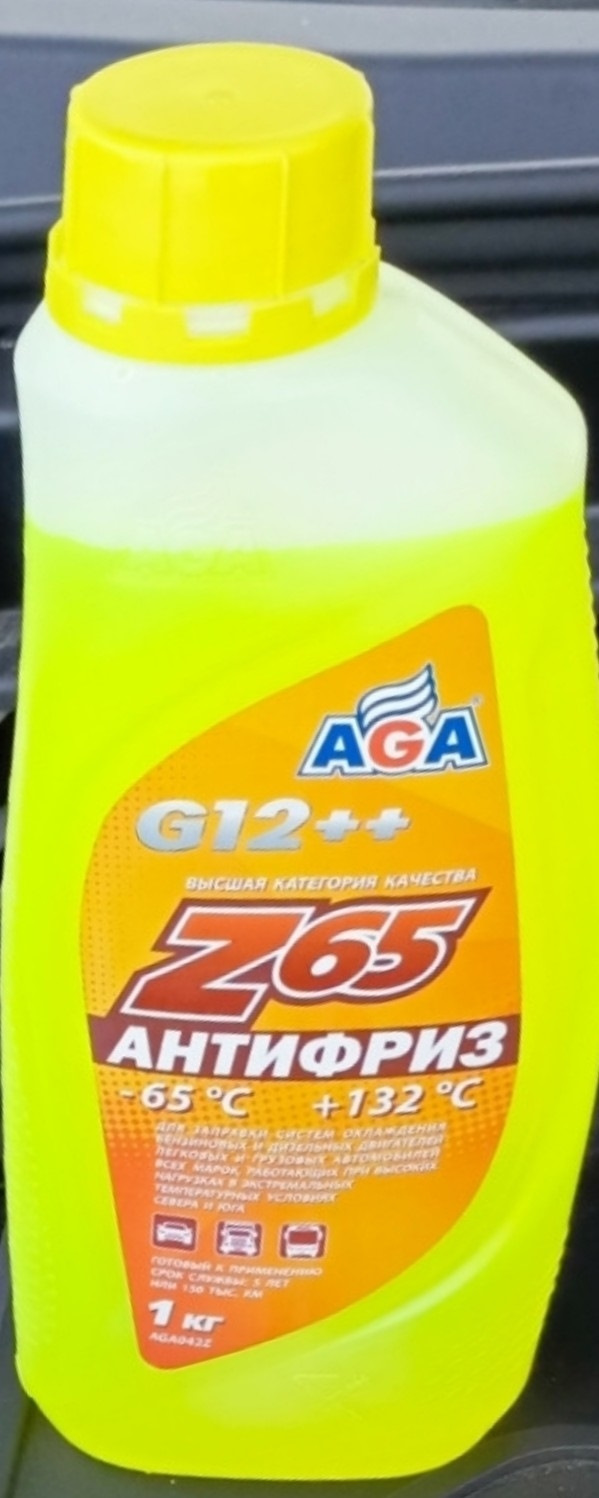 AGA
AGA
G12++
ВЫСШАЯ КАТЕГОРИЯ КАЧЕСТВА
Z65
АНТИФРИЗ
-65 °C +132 °C
ДЛЯ ЗАПРАВКИ СИСТЕМ ОХЛАЖДЕНИЯ
БЕНЗИНОВЫХ И ДИЗЕЛЬНЫХ ДВИГАТЕЛЕЙ
ЛЕГКОВЫХ И ГРУЗОВЫХ АВТОМОБИЛЕЙ
ВСЕХ МАРОК, РАБОТАЮЩИХ ПРИ ВЫСОКИХ
НАГРУЗКАХ В ЭКСТРЕМАЛЬНЫХ
ТЕМПЕРАТУРНЫХ УСЛОВИЯХ
СЕВЕРА И ЮГА
ГОТОВЫЙ К ПРИМЕНЕНИЮ
СРОК СЛУЖБЫ: 5 ЛЕТ
ИЛИ 150 ТЫС. КМ
1 кг
AGA042Z